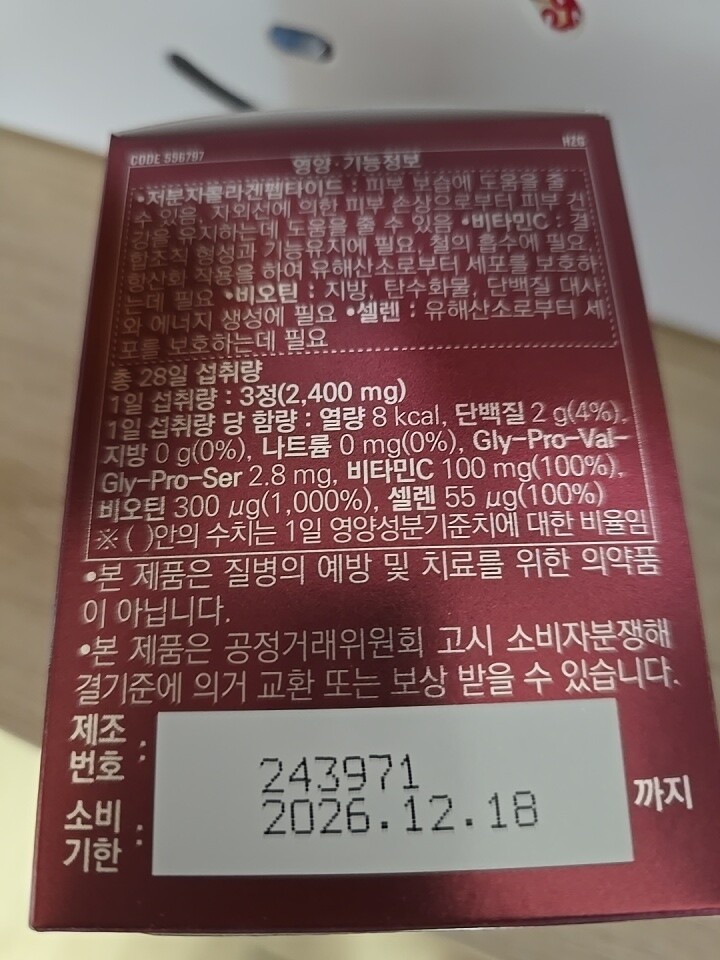 CODE 556797
HZG
영양·기능정보
•저분자콜라겐펩타이드 : 피부 보습에 도움을 줄
수 있음, 자외선에 의한 피부 손상으로부터 피부 건
강을 유지하는데 도움을 줄 수 있음 •비타민C : 결
합조직 형성과 기능유지에 필요, 철의 흡수에 필요,
항산화 작용을 하여 유해산소로부터 세포를 보호하
는데 필요 •비오틴 : 지방, 탄수화물, 단백질 대사
와 에너지 생성에 필요 •셀렌 : 유해산소로부터 세
포를 보호하는데 필요
총 28일 섭취량
1일 섭취량 : 3정(2,400 mg)
1일 섭취량 당 함량 : 열량 8 kcal, 단백질 2 g(4%),
지방 0 g(0%), 나트륨 0 mg(0%), Gly-Pro-Val-
Gly-Pro-Ser 2.8 mg, 비타민C 100 mg(100%),
비오틴 300 μg(1,000%), 셀렌 55 μg(100%)
※ ( )안의 수치는 1일 영양성분기준치에 대한 비율임
•본 제품은 질병의 예방 및 치료를 위한 의약품
이 아닙니다.
•본 제품은 공정거래위원회 고시 소비자분쟁해
결기준에 의거 교환 또는 보상 받을 수 있습니다.
제조
번호 : 243971
소비
기한 : 2026.12.18 까지